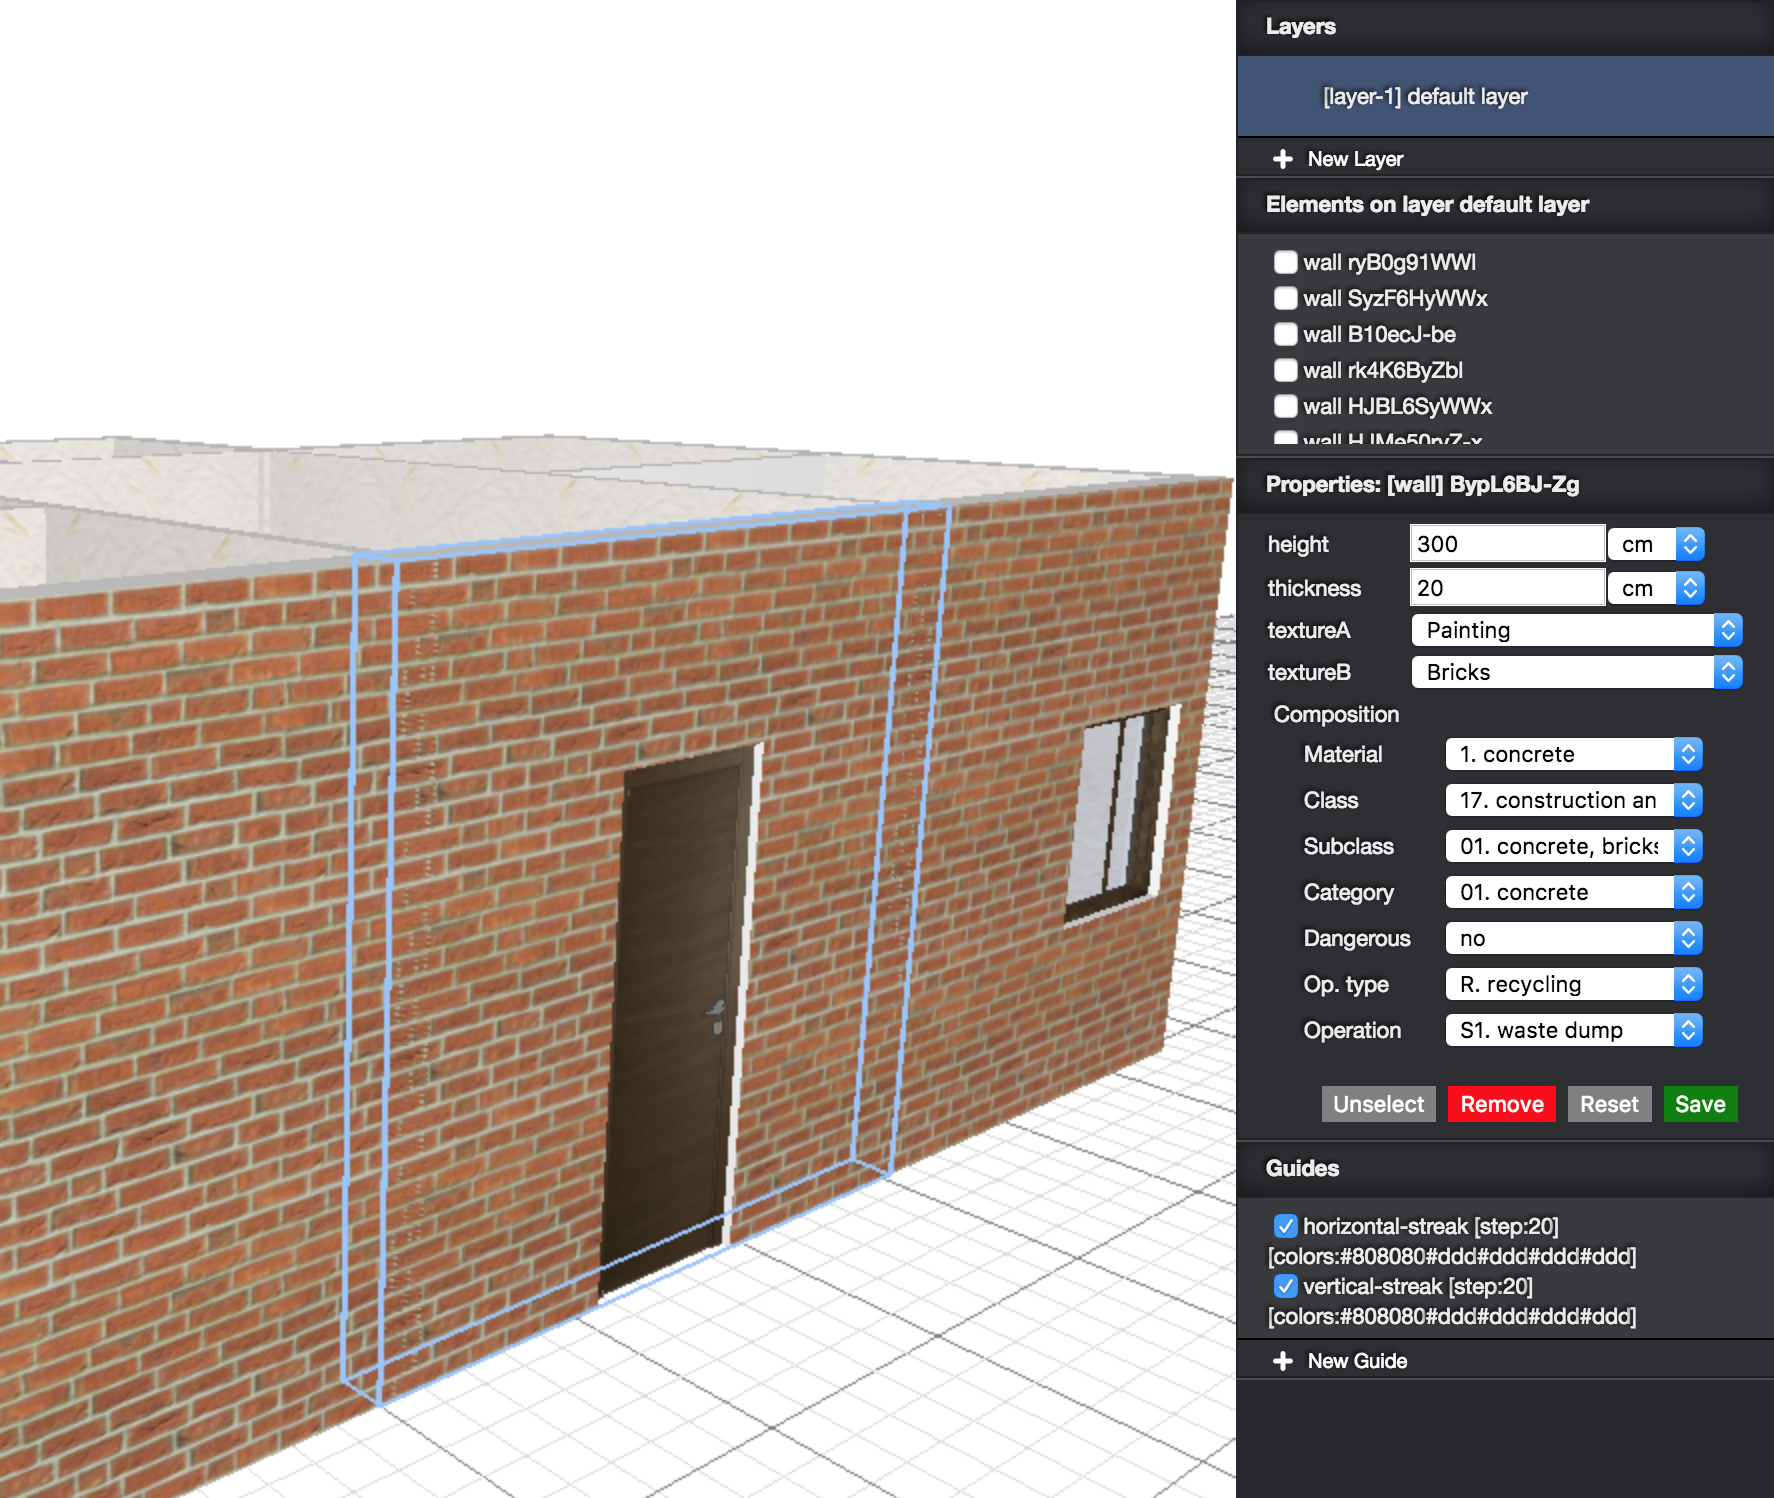 Layers
[layer-1] default layer
New Layer
Elements on layer default layer
wall ryB0g91WWl
wall SyzF6HyWWx
wall B10ecJ-be
wall rk4K6ByZbl
wall HJBL6SyWWx
wall
Properties: [wall] BypL6BJ-Zg
height 300 cm
thickness 20 cm
textureA Painting
textureB Bricks
Composition
Material 1. concrete
Class 17. construction an
Subclass 01. concrete, bricks
Category 01. concrete
Dangerous no
Op. type R. recycling
Operation S1. waste dump
Unselect Remove Reset Save
Guides
horizontal-streak [step:20]
[colors:#808080#ddd#ddd#ddd#ddd]
vertical-streak [step:20]
[colors:#808080#ddd#ddd#ddd#ddd]
New Guide